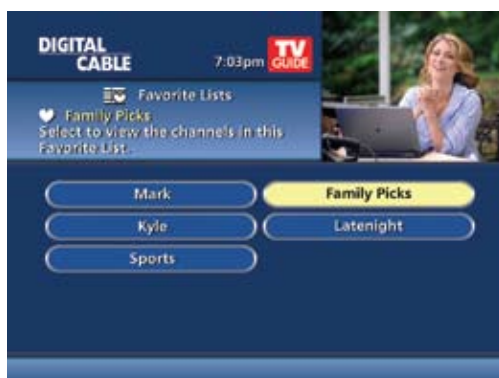 DIGITAL
CABLE
7:03pm
TV
GUIDE
Favorite Lists
Family Picks
Select to view the channels in this
Favorite List.
Mark
Family Picks
Kyle
Latenight
Sports